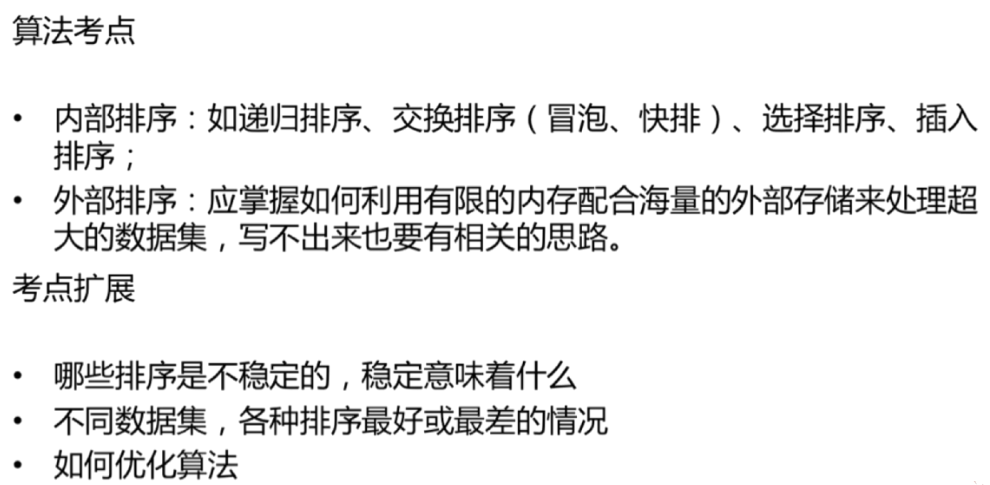 算法考点
• 内部排序：如递归排序、交换排序（冒泡、快排）、选择排序、插入
排序；
• 外部排序：应掌握如何利用有限的内存配合海量的外部存储来处理超
大的数据集，写不出来也要有相关的思路。
考点扩展
• 哪些排序是不稳定的，稳定意味着什么
• 不同数据集，各种排序最好或最差的情况
• 如何优化算法